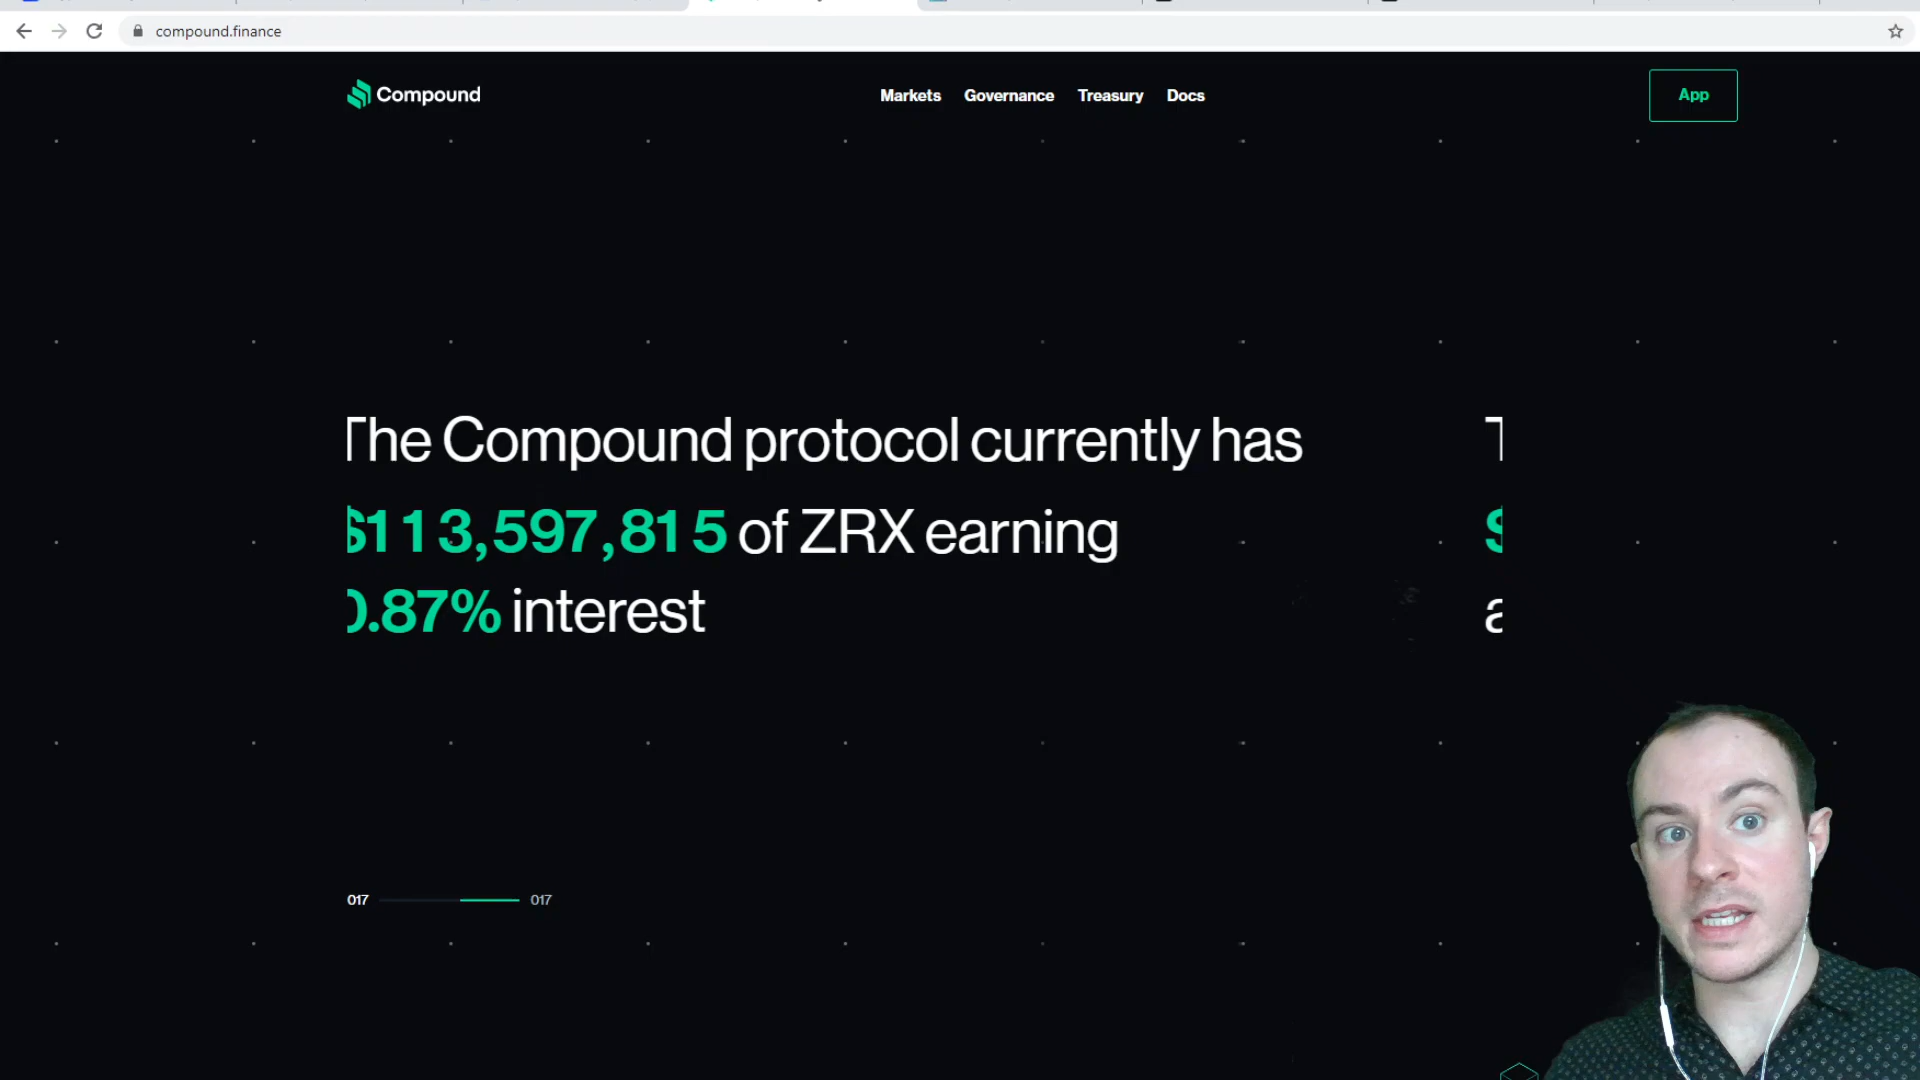 compound.finance
Compound
Markets Governance Treasury Docs
App
The Compound protocol currently has
$113,597,815 of ZRX earning
0.87% interest
017 017